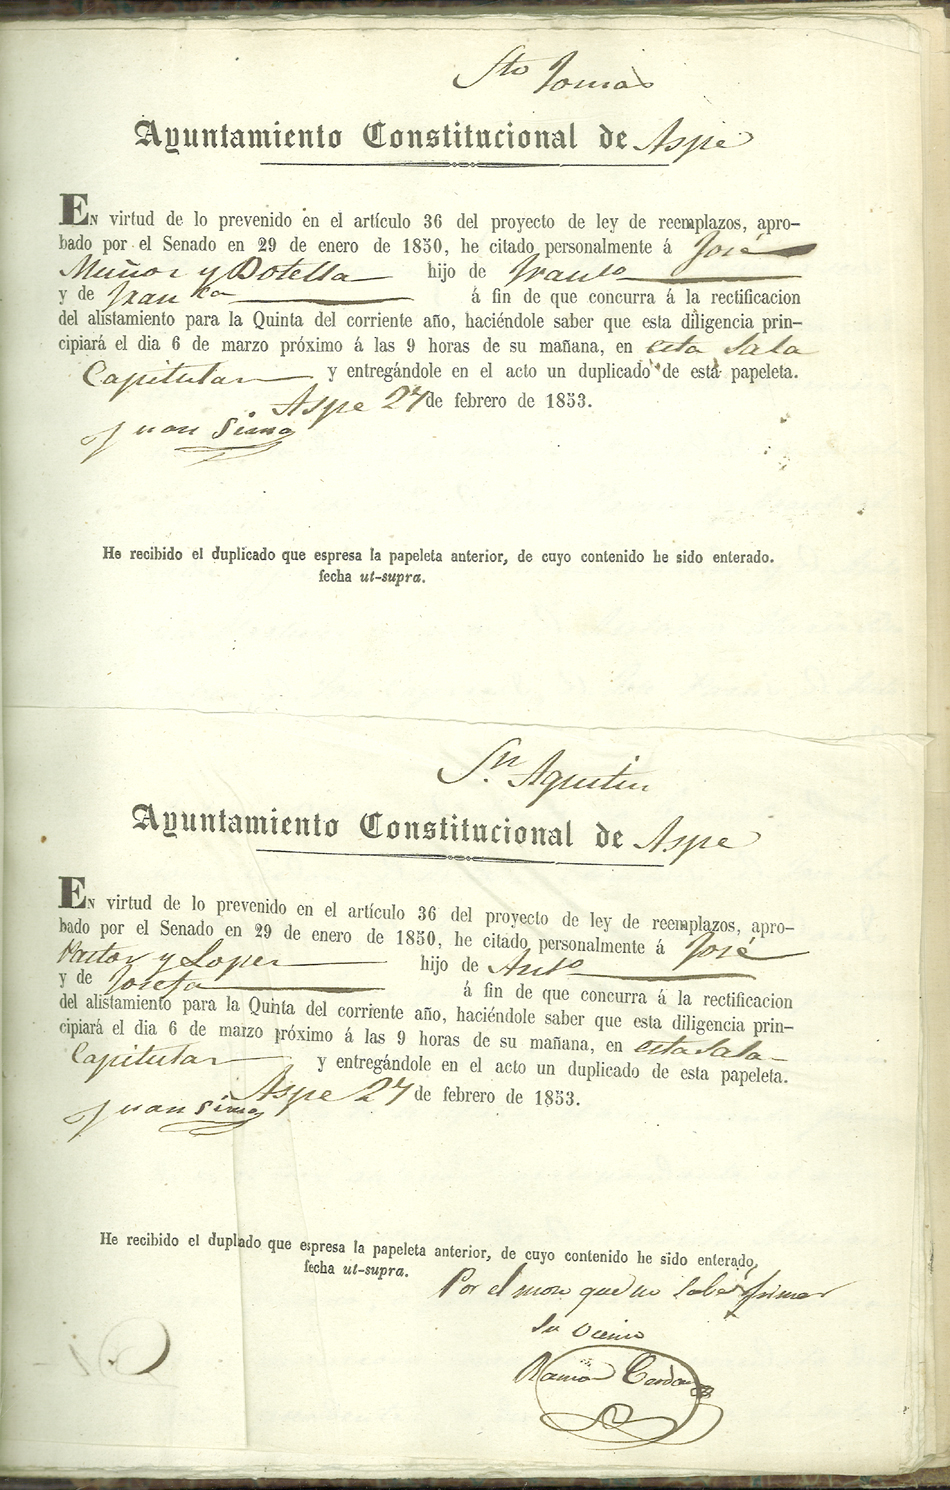 Sto Tomas
Ayuntamiento Constitucional de Aspe
EN virtud de lo prevenido en el artículo 36 del proyecto de ley de reemplazos, apro-
bado por el Senado en 29 de enero de 1850, he citado personalmente á José
Muñoz y Botella hijo de Franco
y de Franca á fin de que concurra á la rectificacion
del alistamiento para la Quinta del corriente año, haciéndole saber que esta diligencia prin-
cipiará el dia 6 de marzo próximo á las 9 horas de su mañana, en esta Sala
Capitular y entregándole en el acto un duplicado de esta papeleta.
Aspe 27 de febrero de 1853.
Juan
He recibido el duplicado que espresa la papeleta anterior, de cuyo contenido he sido enterado.
fecha ut-supra.
Sn. Agustin
Ayuntamiento Constitucional de Aspe
EN virtud de lo prevenido en el artículo 36 del proyecto de ley de reemplazos, apro-
bado por el Senado en 29 de enero de 1850, he citado personalmente á José
Pastor y Lopez hijo de Anto
y de Josefa á fin de que concurra á la rectificacion
del alistamiento para la Quinta del corriente año, haciéndole saber que esta diligencia prin-
cipiará el dia 6 de marzo próximo á las 9 horas de su mañana, en esta Sala
Capitular y entregándole en el acto un duplicado de esta papeleta.
Aspe 27 de febrero de 1853.
Juan
He recibido el duplado que espresa la papeleta anterior, de cuyo contenido he sido enterado,
fecha ut-supra.
Por el mozo que no sabe firmar
su vecino
Ramon